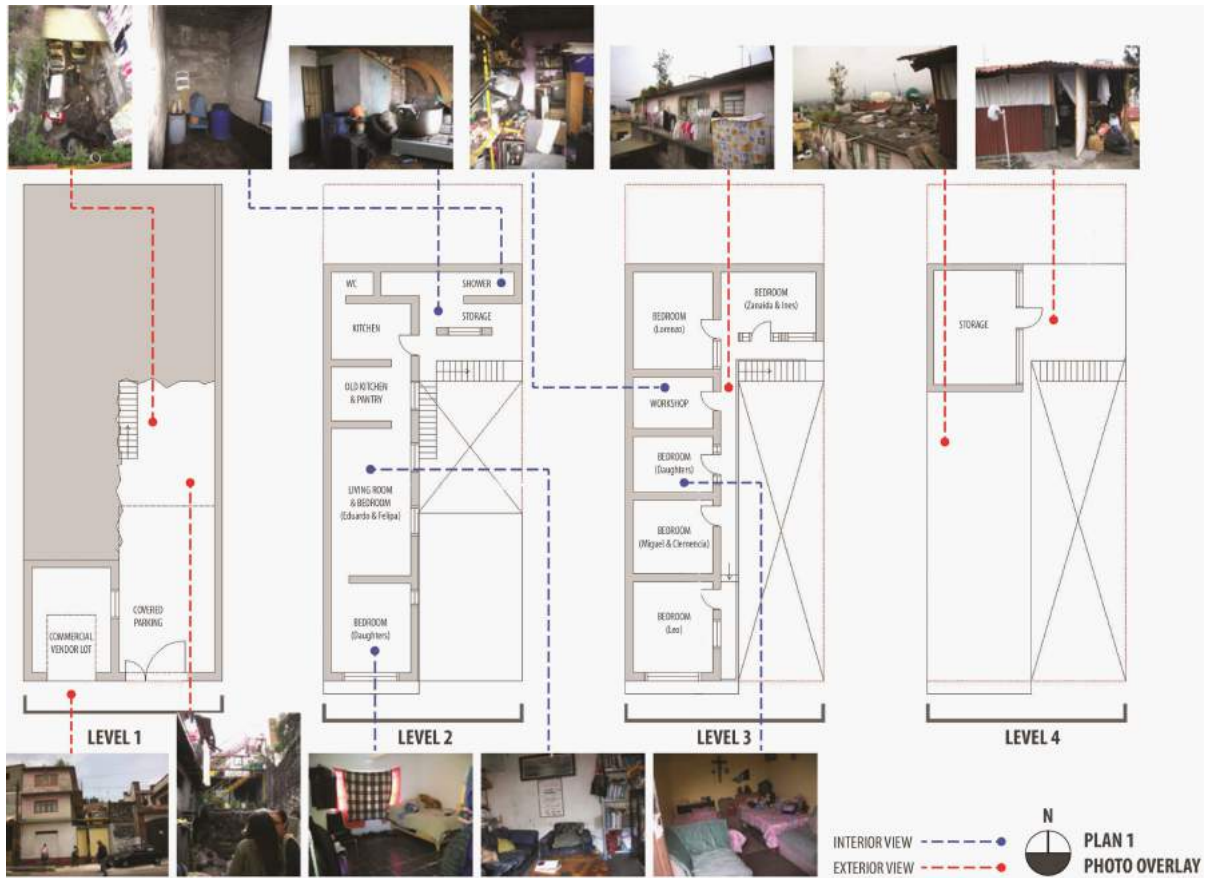 WC
SHOWER
STORAGE
KITCHEN
OLD KITCHEN
& PANTRY
LIVING ROOM
& BEDROOM
(Eduardo & Felipa)
BEDROOM
(Daughters)
BEDROOM
(Lorenzo)
BEDROOM
(Zanaida & Ines)
WORKSHOP
BEDROOM
(Daughters)
BEDROOM
(Miguel & Clemencia)
BEDROOM
(Leo)
STORAGE
COMMERCIAL
VENDOR LOT
COVERED
PARKING
LEVEL 1
LEVEL 2
LEVEL 3
LEVEL 4
INTERIOR VIEW
EXTERIOR VIEW
N
PLAN 1
PHOTO OVERLAY